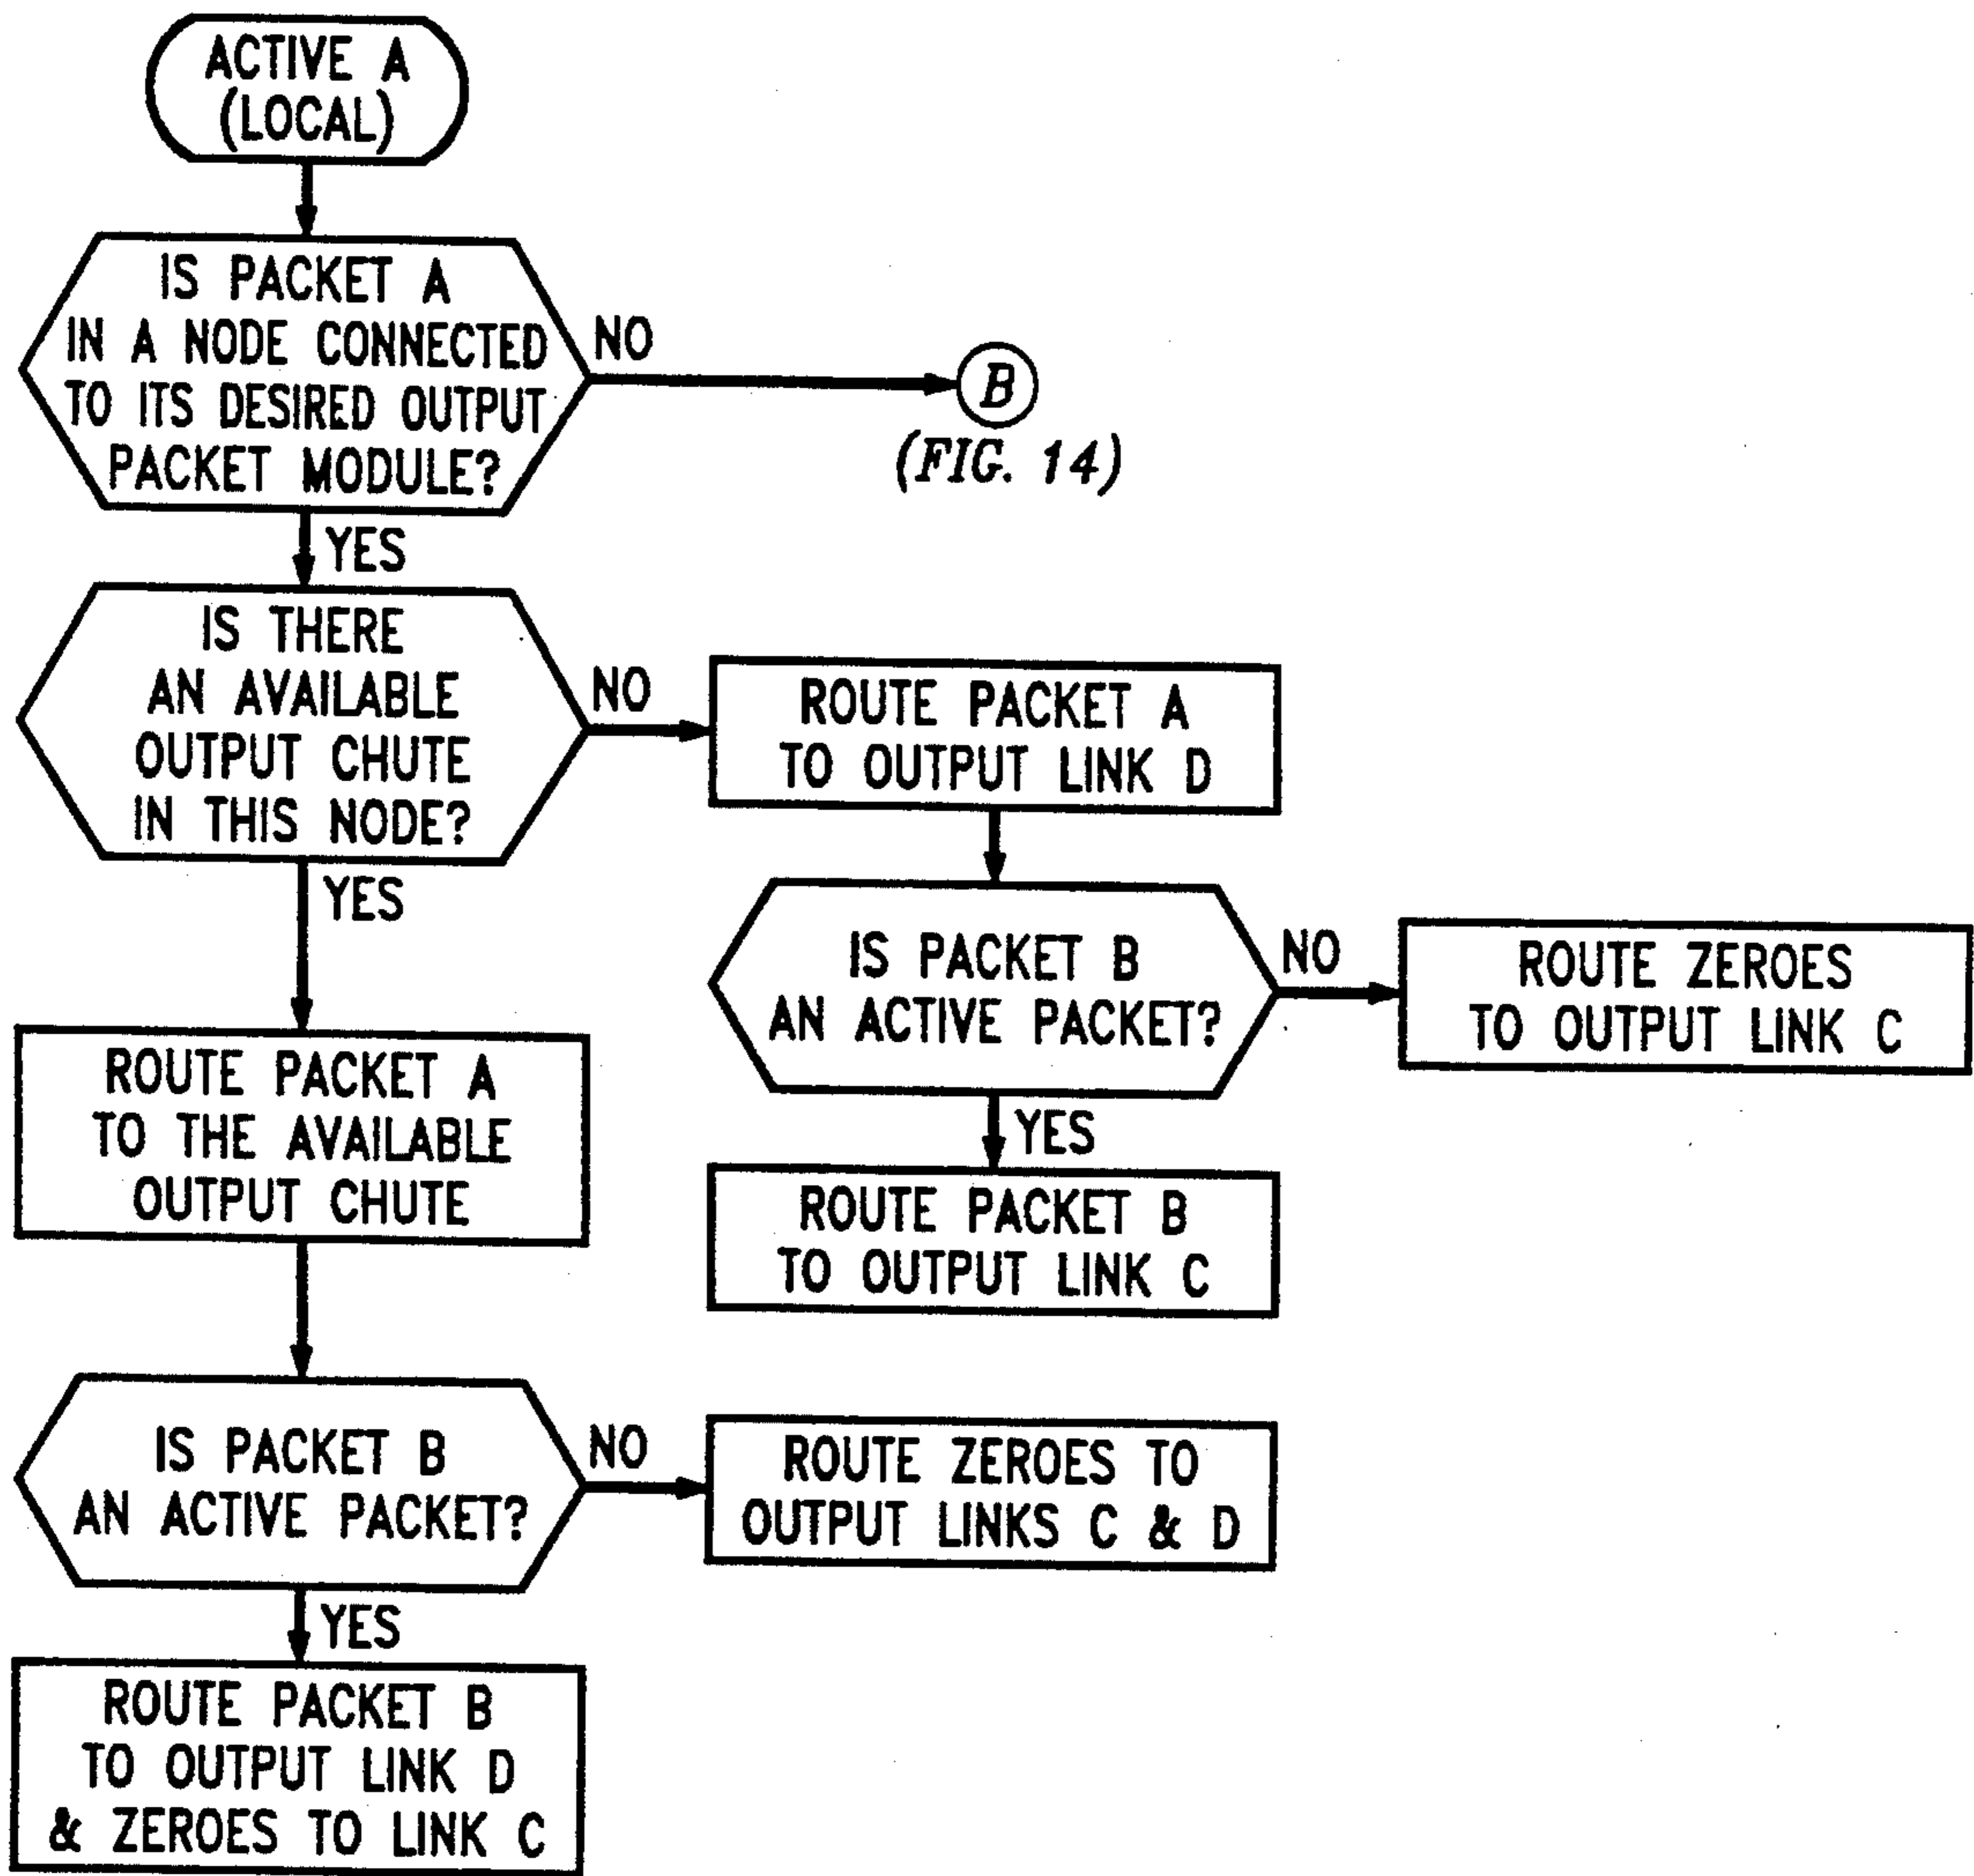 ACTIVE A
(LOCAL)
IS PACKET A
IN A NODE CONNECTED
TO ITS DESIRED OUTPUT
PACKET MODULE?
NO
B
(FIG. 14)
YES
IS THERE
AN AVAILABLE
OUTPUT CHUTE
IN THIS NODE?
NO
ROUTE PACKET A
TO OUTPUT LINK D
YES
IS PACKET B
AN ACTIVE PACKET?
NO
ROUTE ZEROES
TO OUTPUT LINK C
YES
ROUTE PACKET B
TO OUTPUT LINK C
ROUTE PACKET A
TO THE AVAILABLE
OUTPUT CHUTE
IS PACKET B
AN ACTIVE PACKET?
NO
ROUTE ZEROES TO
OUTPUT LINKS C & D
YES
ROUTE PACKET B
TO OUTPUT LINK D
& ZEROES TO LINK C